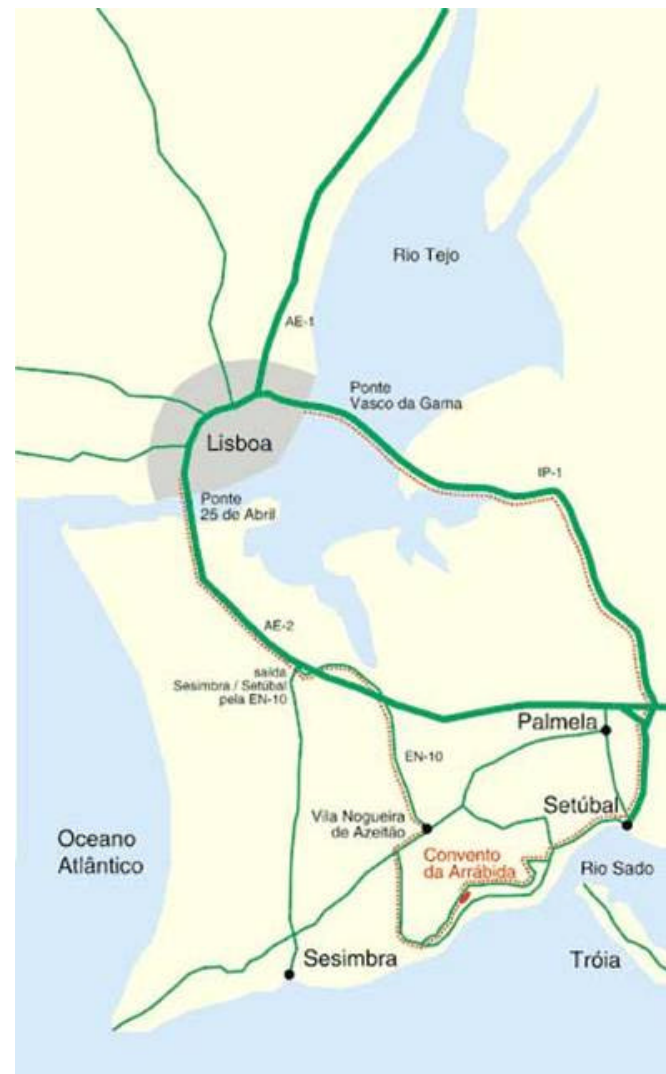 Rio Tejo
AE-1
Ponte
Vasco da Gama
Lisboa
IP-1
Ponte
25 de Abril
AE-2
saída
Sesimbra / Setúbal
pela EN-10
Palmela
EN-10
Setúbal
Vila Nogueira
de Azeitão
Oceano
Atlântico
Convento
da Arrábida
Rio Sado
Sesimbra
Tróia